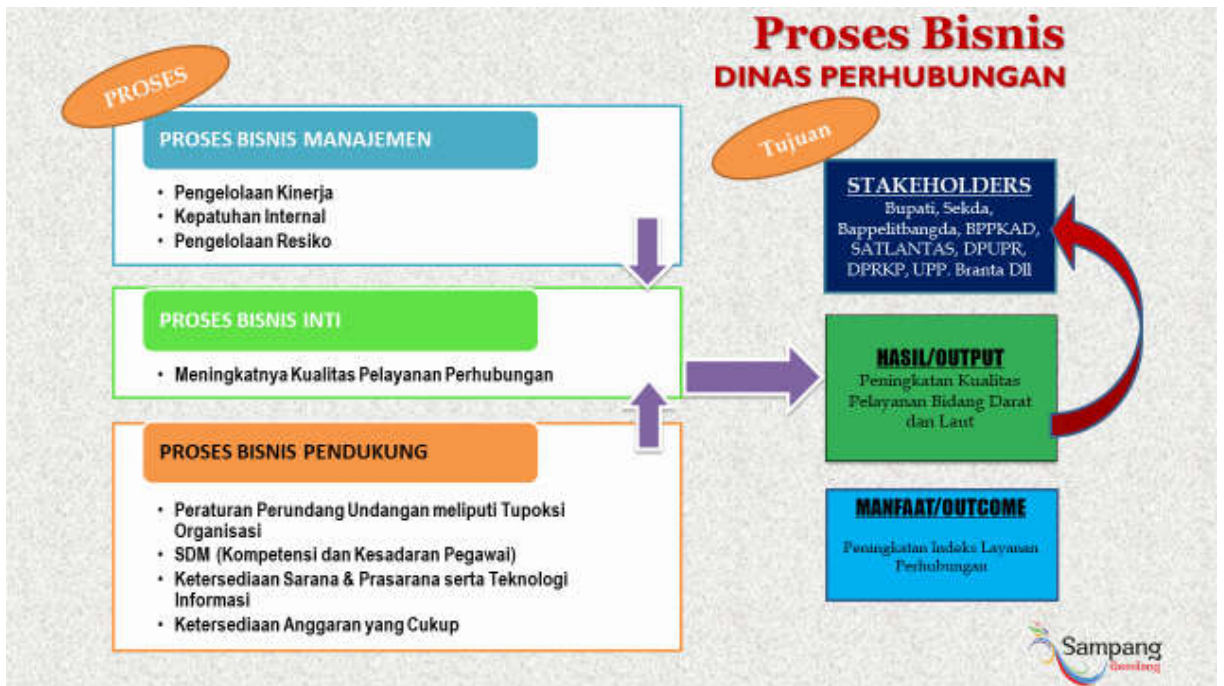 Proses Bisnis
DINAS PERHUBUNGAN
PROSES
PROSES BISNIS MANAJEMEN
• Pengelolaan Kinerja
• Kepatuhan Internal
• Pengelolaan Resiko
PROSES BISNIS INTI
• Meningkatnya Kualitas Pelayanan Perhubungan
PROSES BISNIS PENDUKUNG
• Peraturan Perundang Undangan meliputi Tupoksi
Organisasi
• SDM (Kompetensi dan Kesadaran Pegawai)
• Ketersediaan Sarana & Prasarana serta Teknologi
Informasi
• Ketersediaan Anggaran yang Cukup
Tujuan
STAKEHOLDERS
Bupati, Sekda,
Bappelitbangda, BPPKAD,
SATLANTAS, DPUPR,
DPRKP, UPP. Branta Dll
HASIL/OUTPUT
Peningkatan Kualitas
Pelayanan Bidang Darat
dan Laut
MANFAAT/OUTCOME
Peningkatan Indeks Layanan
Perhubungan
Sampang